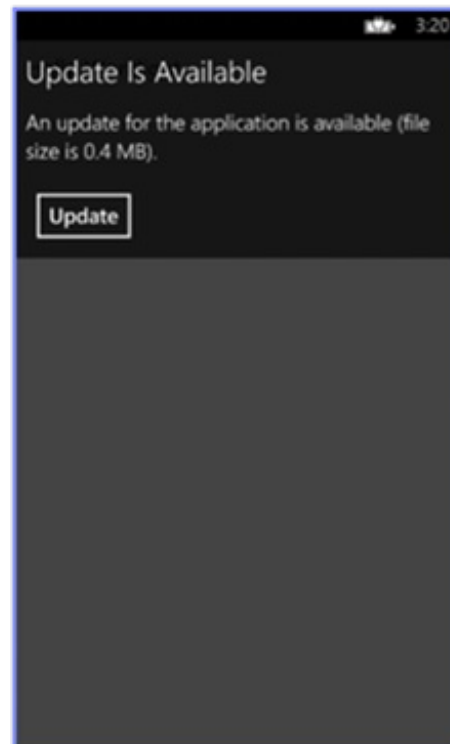 3:20
Update Is Available
An update for the application is available (file
size is 0.4 MB).
Update